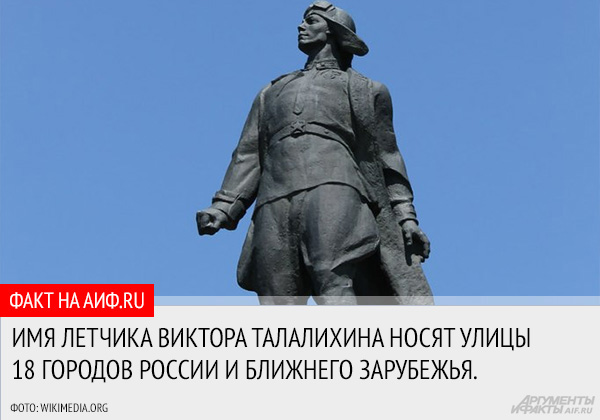 ФАКТ НА АИФ.RU
ИМЯ ЛЕТЧИКА ВИКТОРА ТАЛАЛИХИНА НОСЯТ УЛИЦЫ
18 ГОРОДОВ РОССИИ И БЛИЖНЕГО ЗАРУБЕЖЬЯ.
ФОТО: WIKIMEDIA.ORG
АРГУМЕНТЫ
И ФАКТЫ AIF.RU